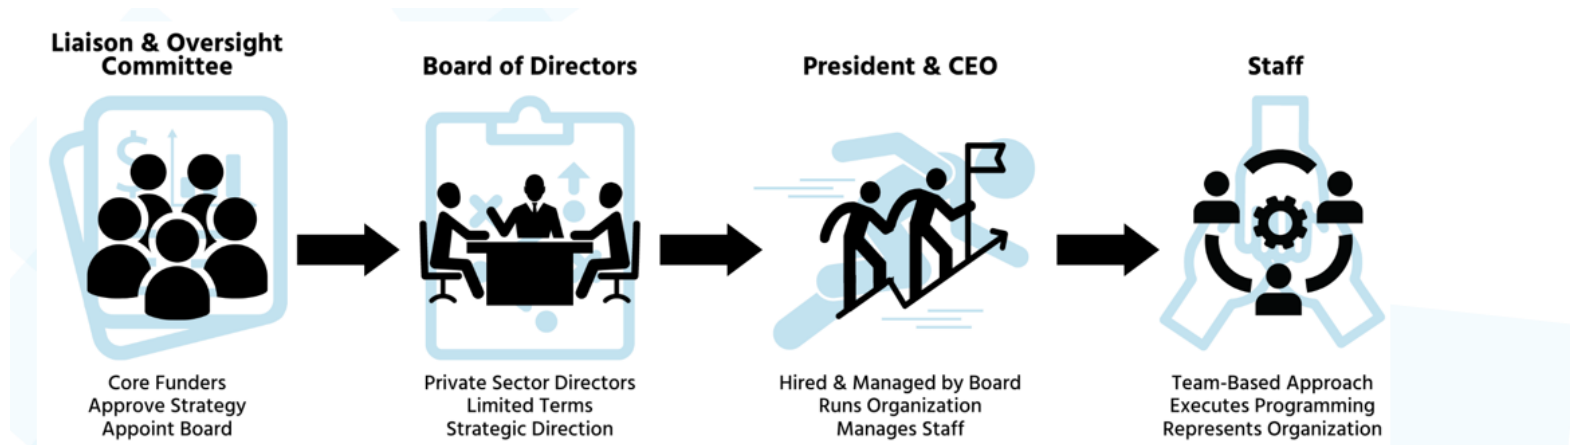 Liaison & Oversight
Committee
Board of Directors
President & CEO
Staff
Core Funders
Approve Strategy
Appoint Board
Private Sector Directors
Limited Terms
Strategic Direction
Hired & Managed by Board
Runs Organization
Manages Staff
Team-Based Approach
Executes Programming
Represents Organization